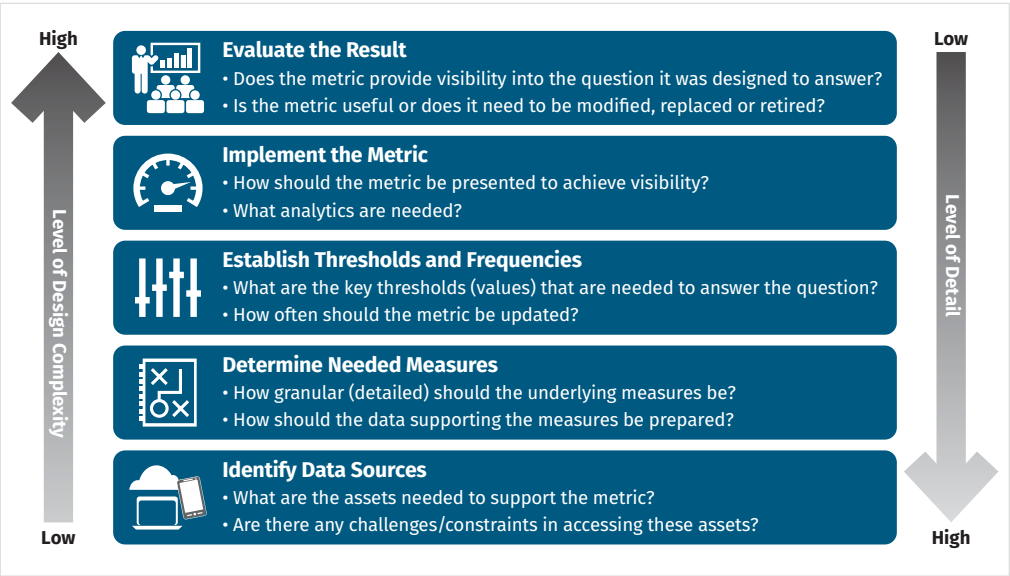 High
Low
Evaluate the Result
• Does the metric provide visibility into the question it was designed to answer?
• Is the metric useful or does it need to be modified, replaced or retired?
Implement the Metric
• How should the metric be presented to achieve visibility?
• What analytics are needed?
Establish Thresholds and Frequencies
• What are the key thresholds (values) that are needed to answer the question?
• How often should the metric be updated?
Determine Needed Measures
• How granular (detailed) should the underlying measures be?
• How should the data supporting the measures be prepared?
Identify Data Sources
• What are the assets needed to support the metric?
• Are there any challenges/constraints in accessing these assets?
Level of Design Complexity
Level of Detail
Low
High